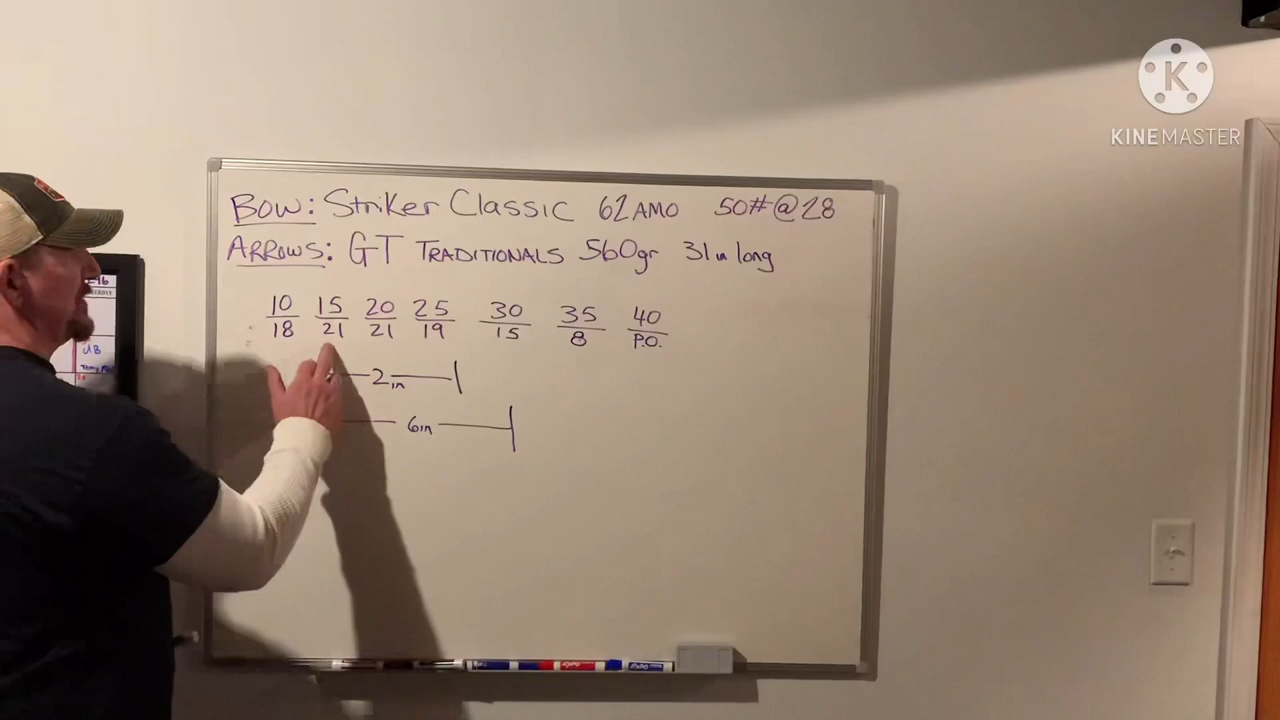 K
KINEMASTER
BOW: Striker Classic 62 AMO 50#@28
ARROWS: GT TRADITIONALS 560gr 31in long
10 15 20 25 30 35 40
18 21 21 19 15 8 P.O.
2in
6in